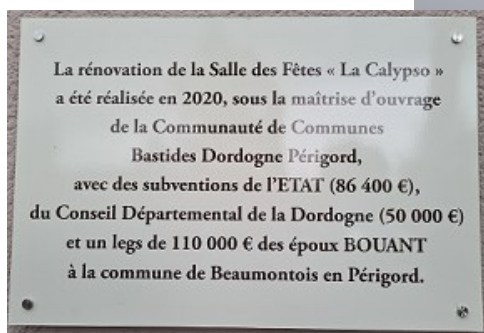 La rénovation de la Salle des Fêtes « La Calypso »
a été réalisée en 2020, sous la maîtrise d'ouvrage
de la Communauté de Communes
Bastides Dordogne Périgord,
avec des subventions de l'ETAT (86 400 €),
du Conseil Départemental de la Dordogne (50 000 €)
et un legs de 110 000 € des époux BOUANT
à la commune de Beaumontois en Périgord.